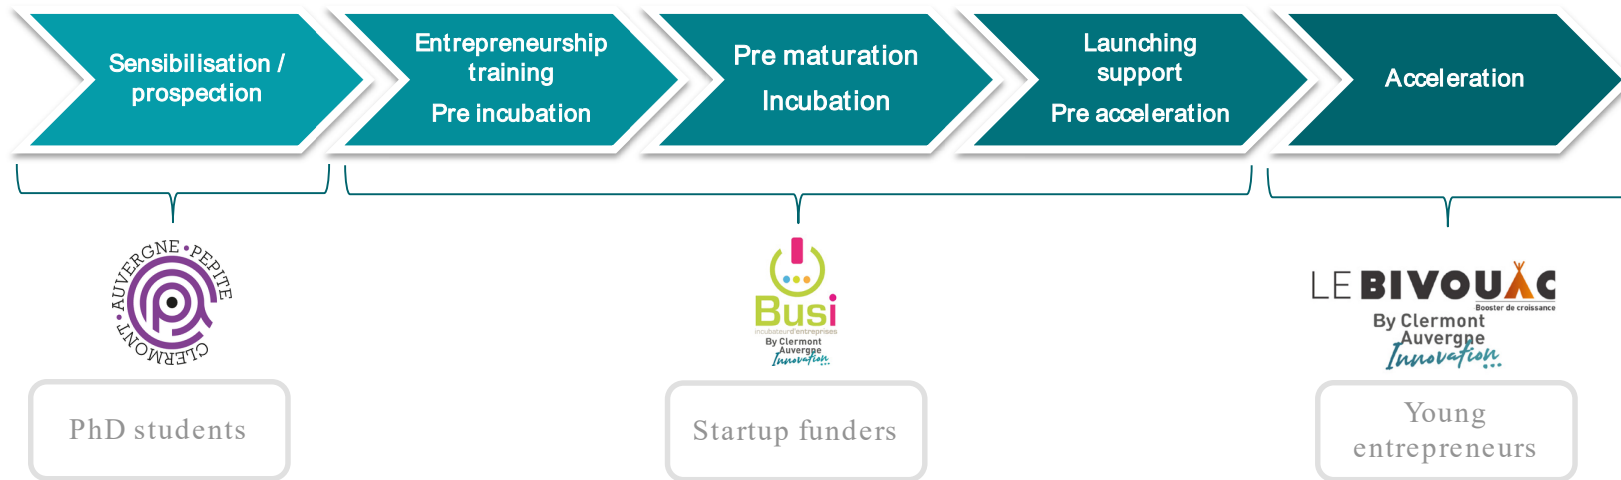 Sensibilisation /
prospection
Entrepreneurship
training
Pre incubation
Pre maturation
Incubation
Launching
support
Pre acceleration
Acceleration
CLERMONT • AUVERGNE • PEPITE
Busi
incubateur d'entreprises
By Clermont
Auvergne
Innovation...
LE BIVOUAC
Booster de croissance
By Clermont
Auvergne
Innovation...
PhD students
Startup funders
Young
entrepreneurs